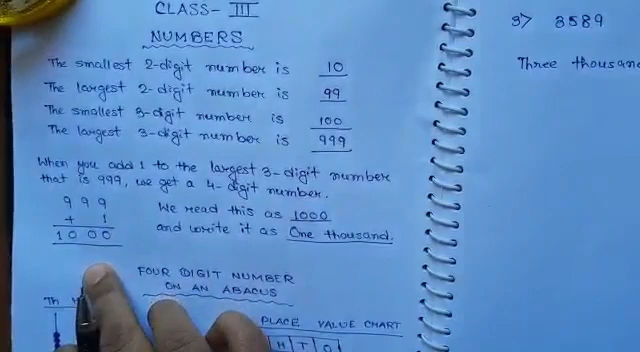 CLASS- III
NUMBERS
The smallest 2-digit number is 10
The largest 2-digit number is 99
The smallest 3-digit number is 100
The largest 3-digit number is 999
When you add 1 to the largest 3-digit number
that is 999, we get a 4-digit number.
9 9 9
+ 1
1 0 0 0
We read this as 1000
and write it as One thousand.
FOUR DIGIT NUMBER
ON AN ABACUS
Th H
PLACE VALUE CHART
H T O
3> 3589
Three thousand